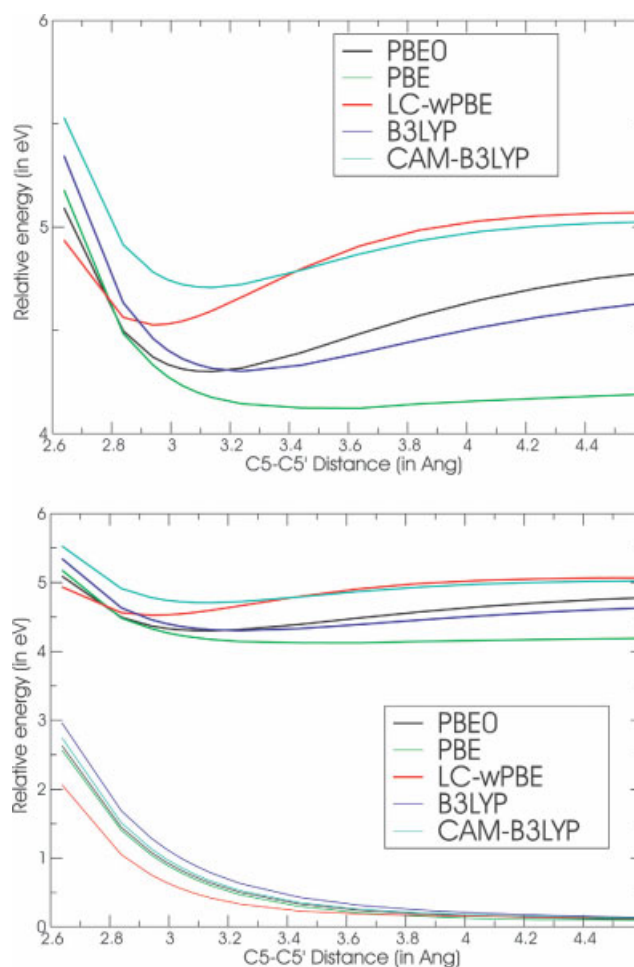 6
PBE0
PBE
LC-wPBE
B3LYP
CAM-B3LYP
Relative energy (in eV)
5
4
2.6 2.8 3 3.2 3.4 3.6 3.8 4 4.2 4.4
C5-C5' Distance (in Ang)
6
5
4
Relative energy (in eV)
3
PBE0
PBE
LC-wPBE
B3LYP
CAM-B3LYP
2
1
0
2.6 2.8 3 3.2 3.4 3.6 3.8 4 4.2 4.4
C5-C5' Distance (in Ang)